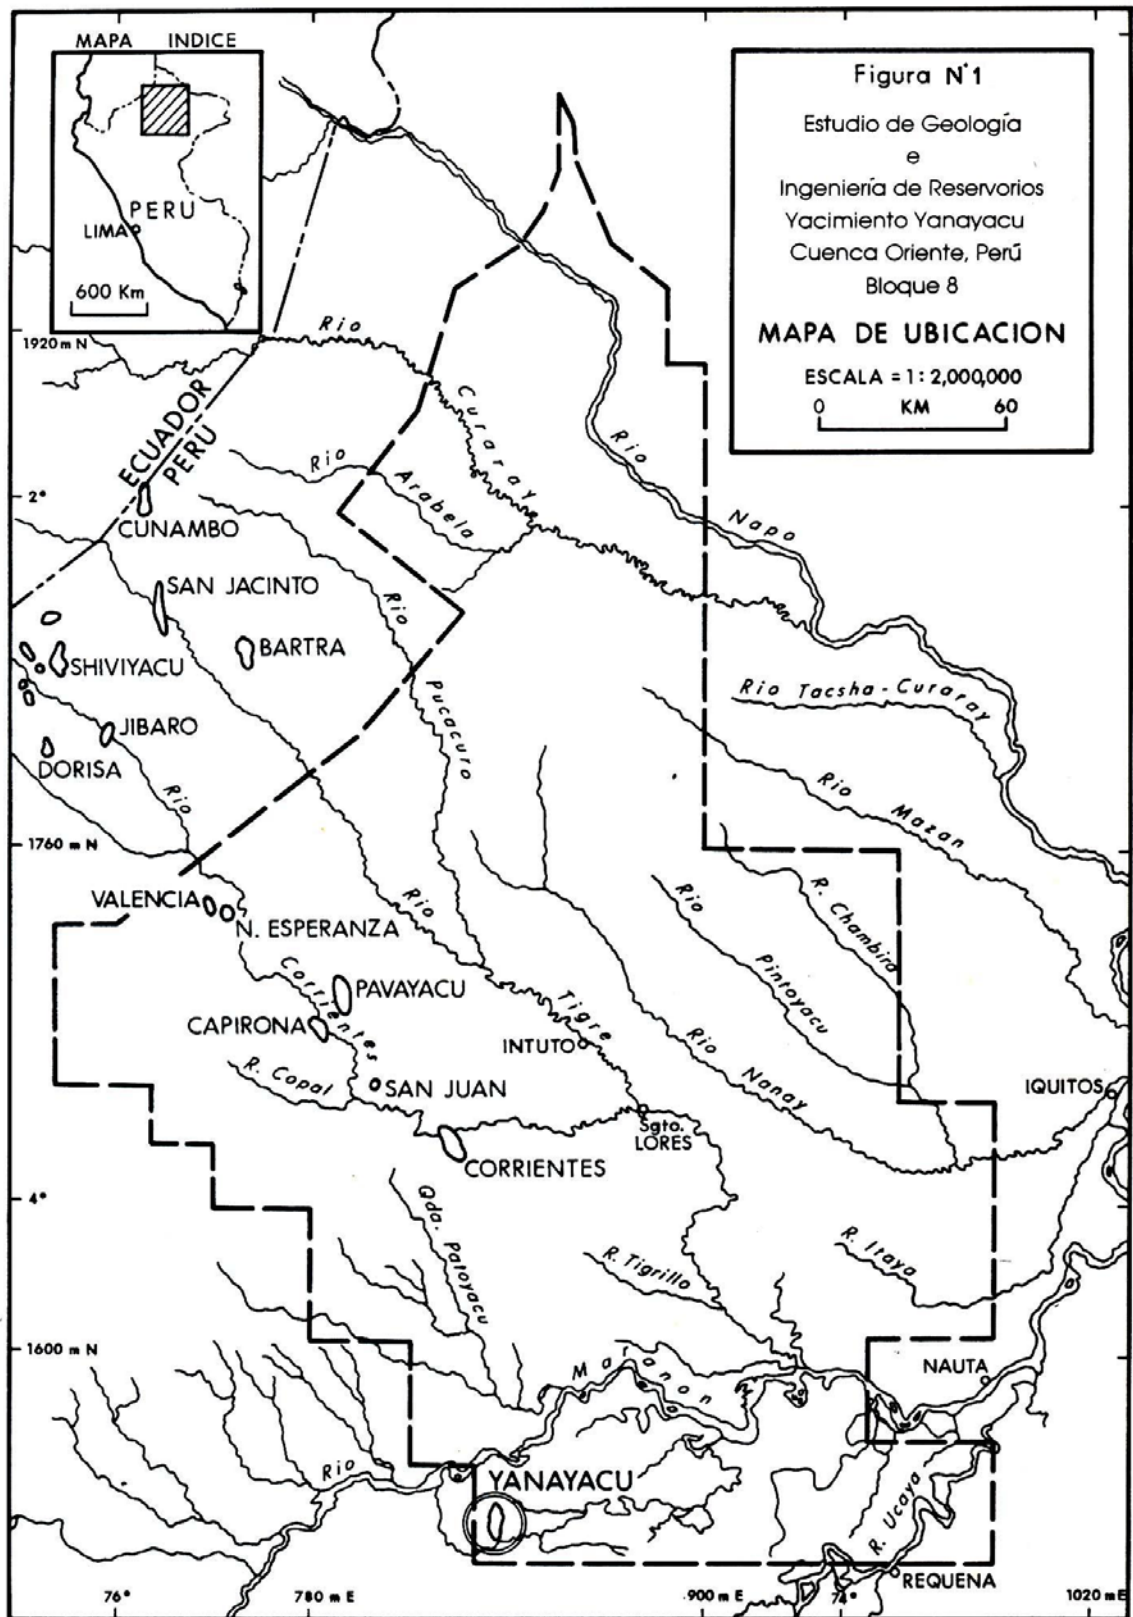 MAPA INDICE
PERU
LIMA
600 Km
Figura N°1
Estudio de Geología
e
Ingeniería de Reservorios
Yacimiento Yanayacu
Cuenca Oriente, Perú
Bloque 8
MAPA DE UBICACION
ESCALA = 1: 2,000,000
0 KM 60
1920 m N
Rio Curaray
ECUADOR
PERU
Rio Arabela
Rio Napo
2°
CUNAMBO
SAN JACINTO
BARTRA
SHIVIYACU
Rio Pucacuro
Rio Tacsha-Curaray
JIBARO
DORISA
Rio
Rio Mazan
1760 m N
VALENCIA
N. ESPERANZA
Rio Tigre
Rio Pintoyacu
R. Chambira
Corrientes
PAVAYACU
CAPIRONA
INTUTO
R. Copal
SAN JUAN
Rio Nanay
IQUITOS
Sgto.
LORES
CORRIENTES
4°
Qda. Patoyacu
R. Tigrillo
R. Itaya
1600 m N
Maranon
NAUTA
Rio
YANAYACU
R. Ucaya
REQUENA
76°
780 m E
900 m E
74°
1020 m E